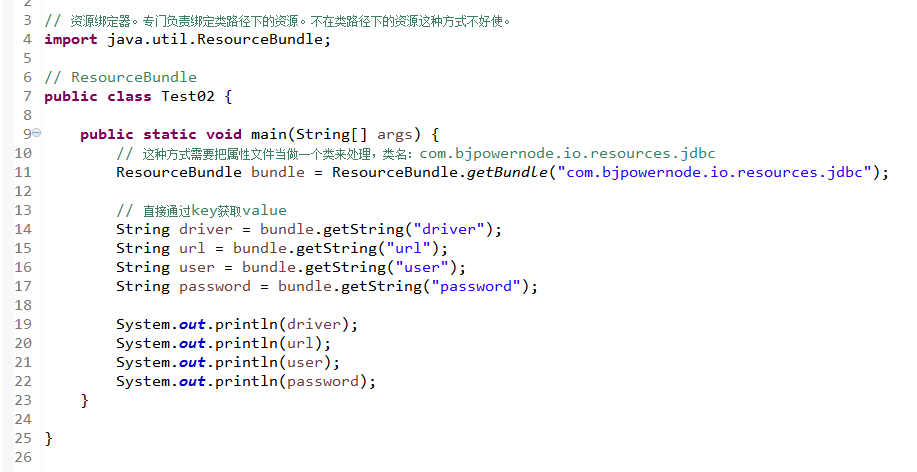 2
3 // 资源绑定器。专门负责绑定类路径下的资源。不在类路径下的资源这种方式不好使。
4 import java.util.ResourceBundle;
5
6 // ResourceBundle
7 public class Test02 {
8
9     public static void main(String[] args) {
10         // 这种方式需要把属性文件当做一个类来处理，类名：com.bjpowernode.io.resources.jdbc
11         ResourceBundle bundle = ResourceBundle.getBundle("com.bjpowernode.io.resources.jdbc");
12
13         // 直接通过key获取value
14         String driver = bundle.getString("driver");
15         String url = bundle.getString("url");
16         String user = bundle.getString("user");
17         String password = bundle.getString("password");
18
19         System.out.println(driver);
20         System.out.println(url);
21         System.out.println(user);
22         System.out.println(password);
23     }
24
25 }
26